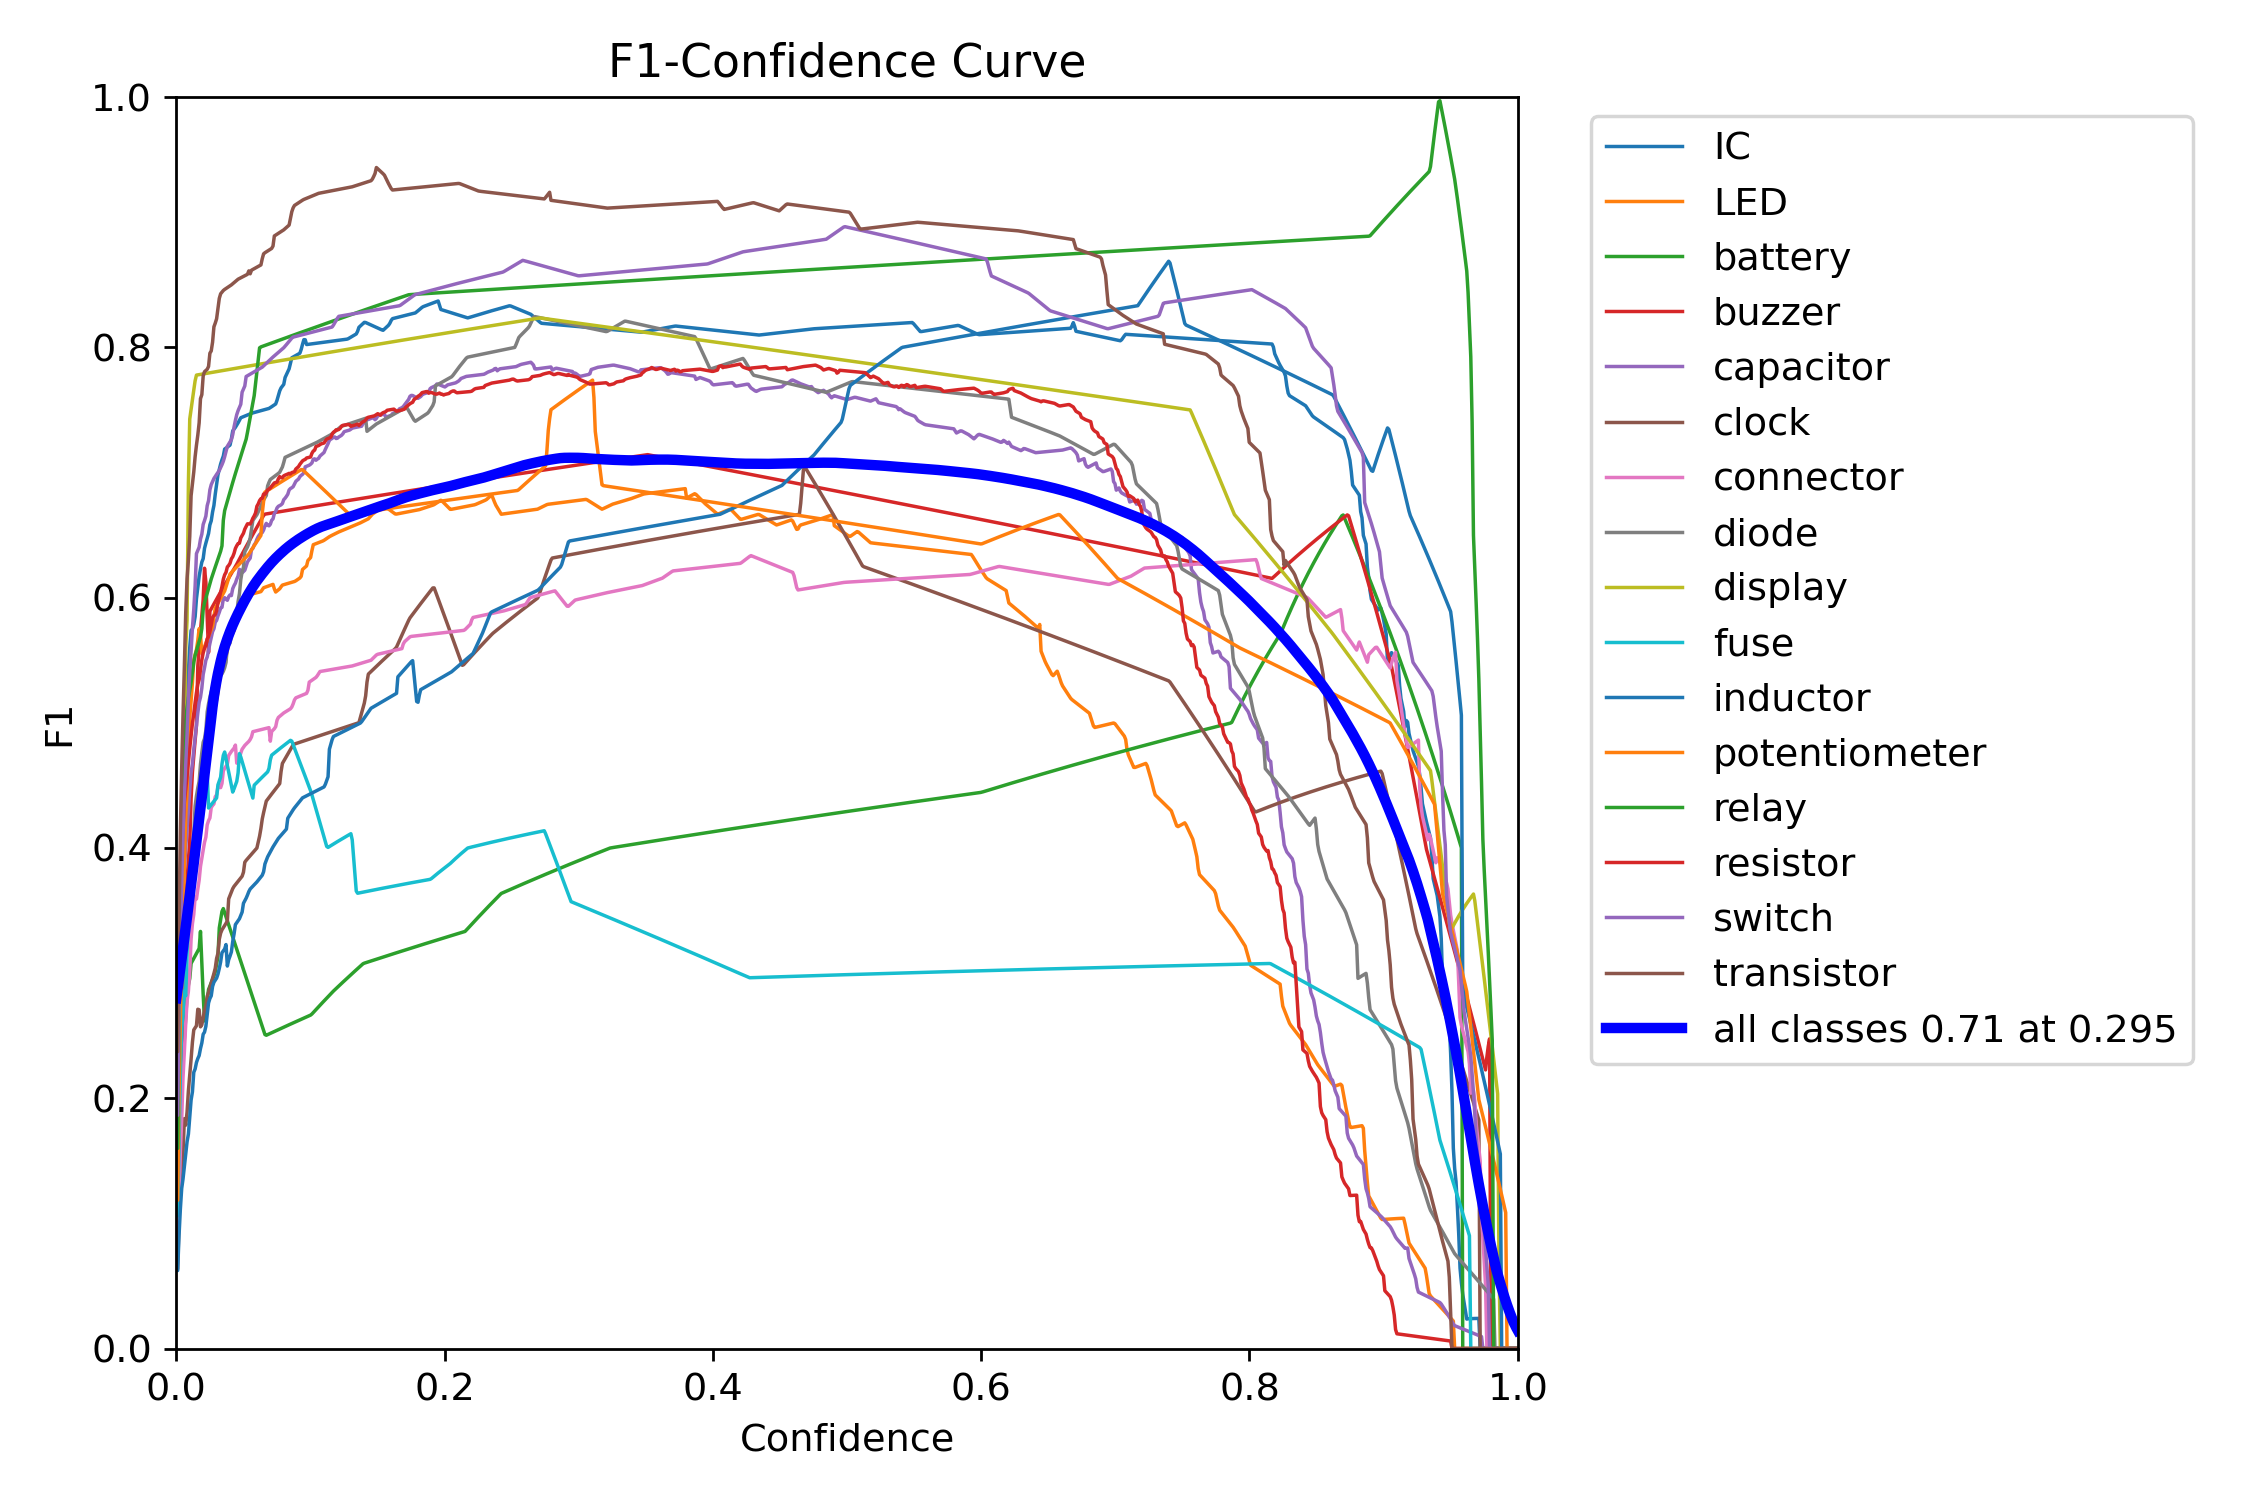 F1-Confidence Curve
1.0
0.8
0.6
0.4
0.2
0.0
F1
0.0 0.2 0.4 0.6 0.8 1.0
Confidence
IC
LED
battery
buzzer
capacitor
clock
connector
diode
display
fuse
inductor
potentiometer
relay
resistor
switch
transistor
all classes 0.71 at 0.295